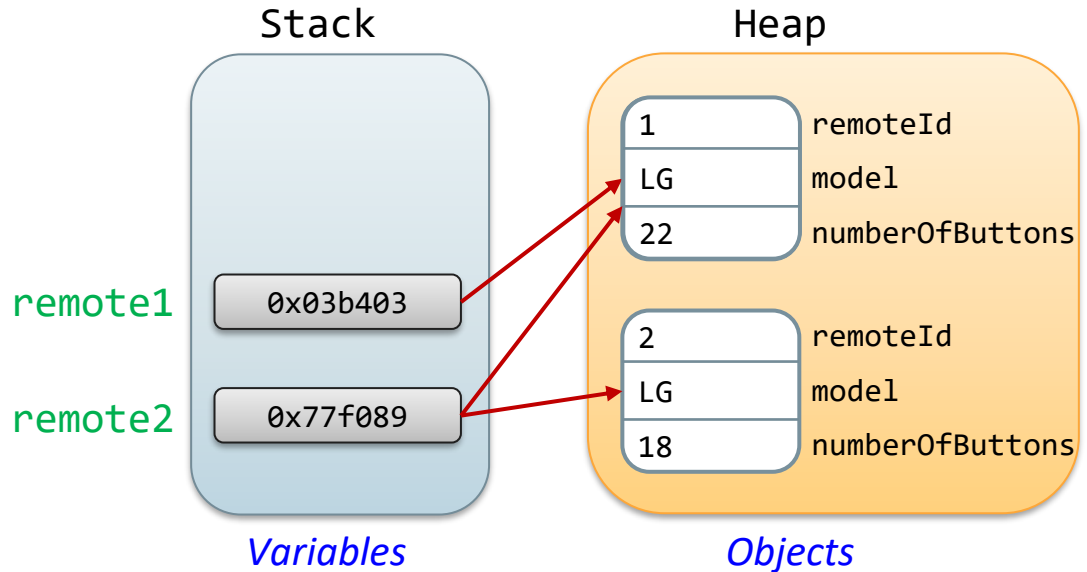 Stack
Heap
1 remoteId
LG model
22 numberOfButtons
remote1 0x03b403
2 remoteId
LG model
remote2 0x77f089
18 numberOfButtons
Variables
Objects